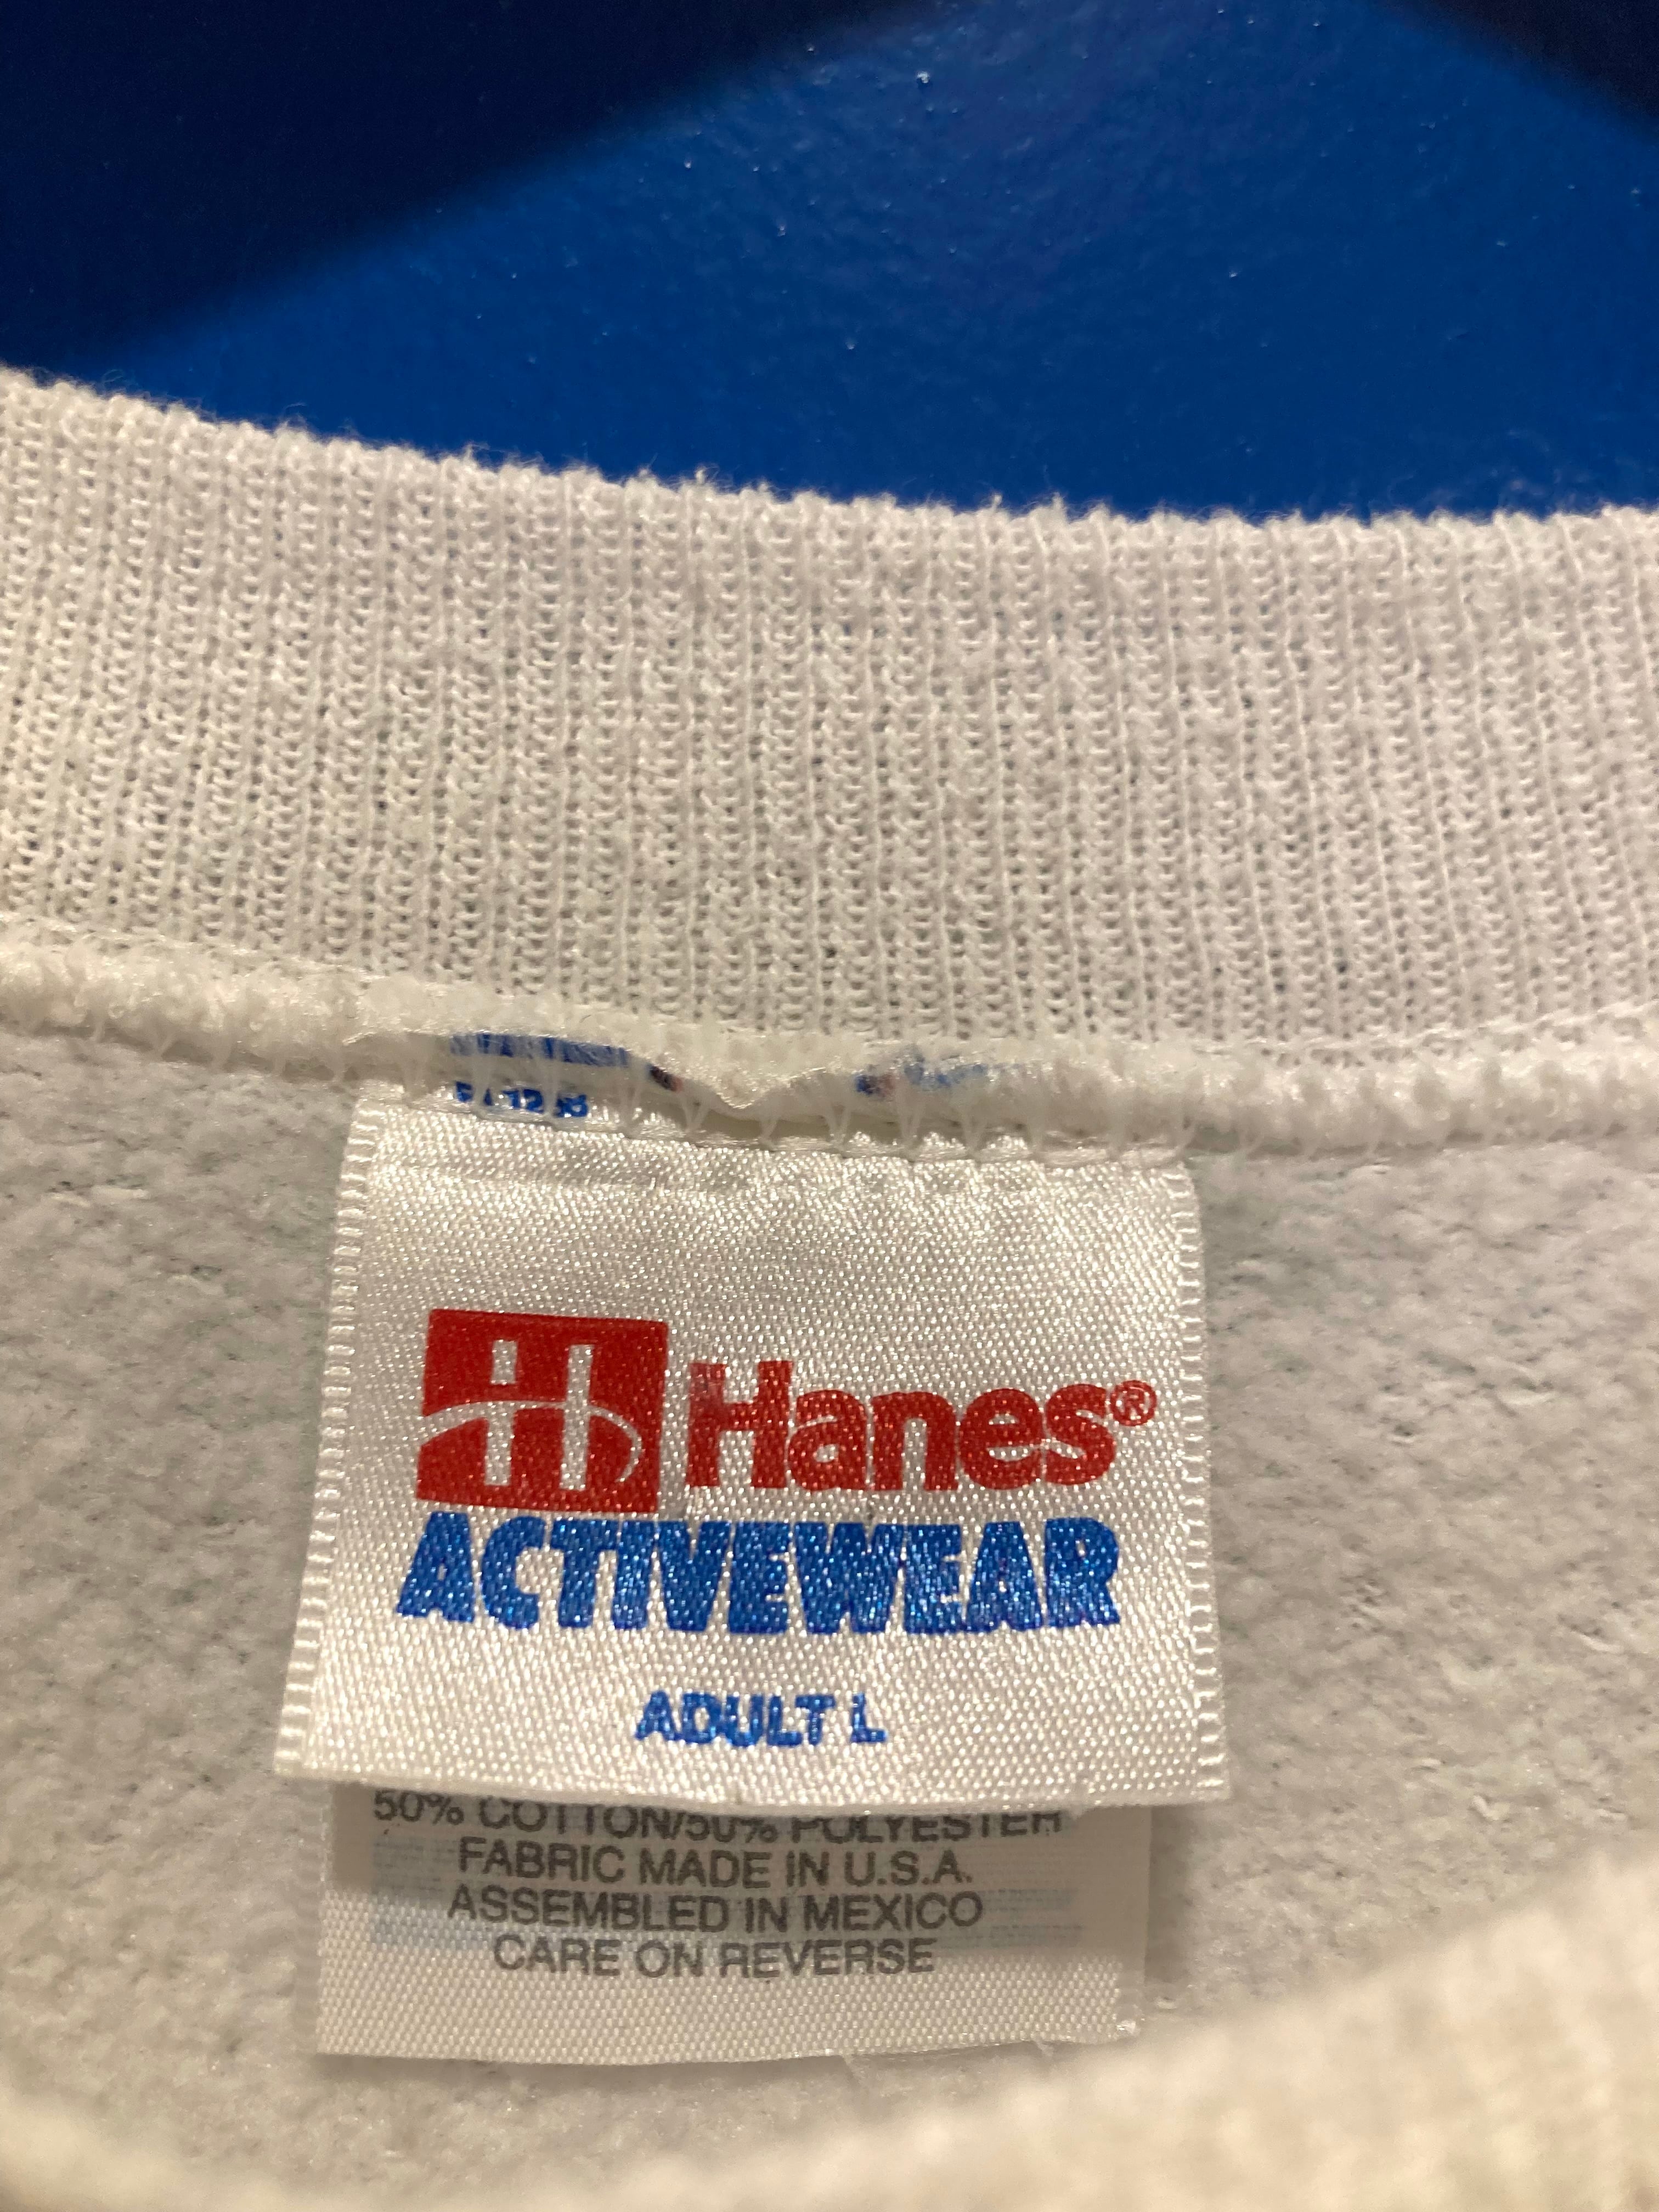 Hanes®
ACTIVEWEAR
ADULT L
50% COTTON/50% POLYESTER
FABRIC MADE IN U.S.A.
ASSEMBLED IN MEXICO
CARE ON REVERSE